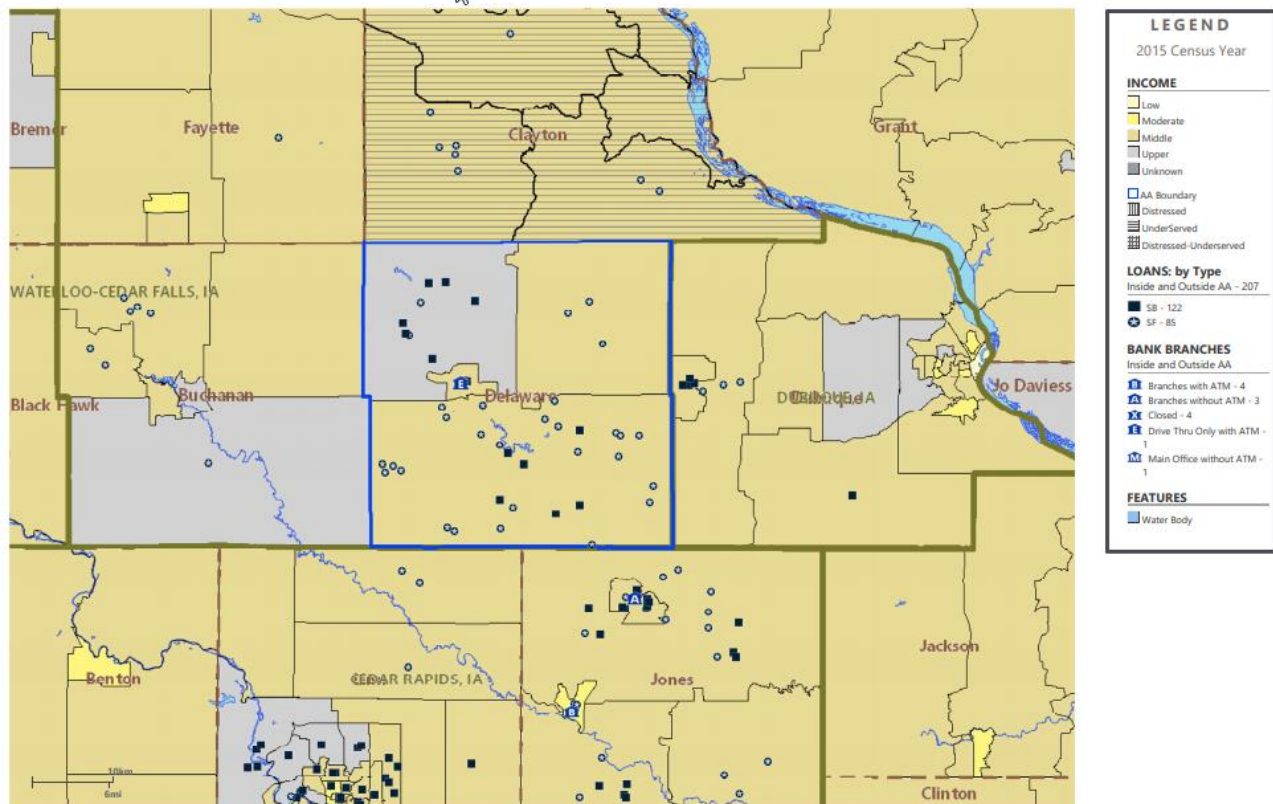 Bremer
Fayette
Clayton
Grant
WATERLOO-CEDAR FALLS, IA
Black Hawk
Buchanan
Delaware
E
DUBUQUE, IA
Jo Daviess
A
Benton
CEDAR RAPIDS, IA
Jones
Jackson
B
Clinton
10km
6mi
LEGEND
2015 Census Year
INCOME
Low
Moderate
Middle
Upper
Unknown
AA Boundary
Distressed
UnderServed
Distressed-Underserved
LOANS: by Type
Inside and Outside AA - 207
SB - 122
SF - 85
BANK BRANCHES
Inside and Outside AA
B Branches with ATM - 4
A Branches without ATM - 3
X Closed - 4
E Drive Thru Only with ATM -
1
M Main Office without ATM -
1
FEATURES
Water Body